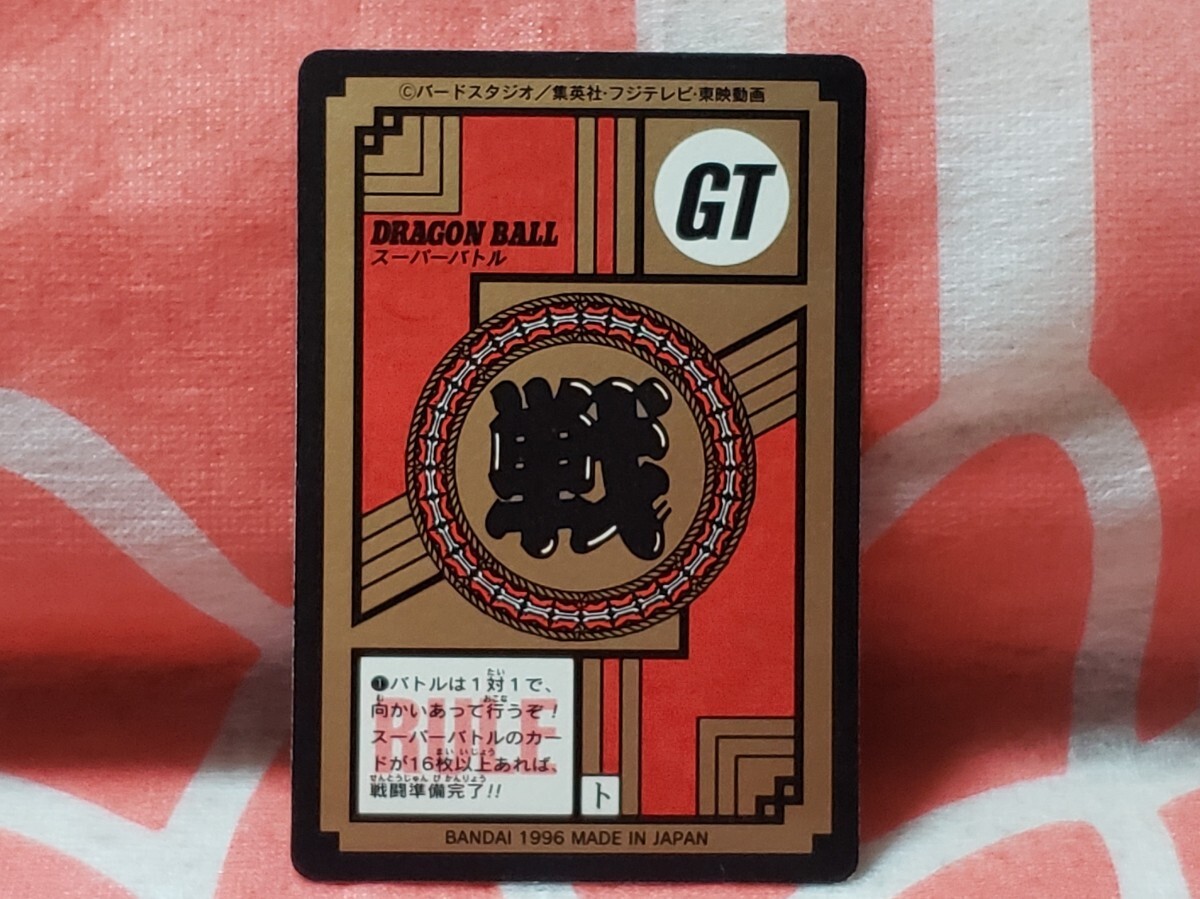 ©バードスタジオ／集英社・フジテレビ・東映動画
GT
DRAGON BALL
スーパーバトル
戦
RULE
❶バトルは1対1で、
向かいあって行うぞ！
スーパーバトルのカー
ドが16枚以上あれば、
戦闘準備完了!!
ト
BANDAI 1996 MADE IN JAPAN